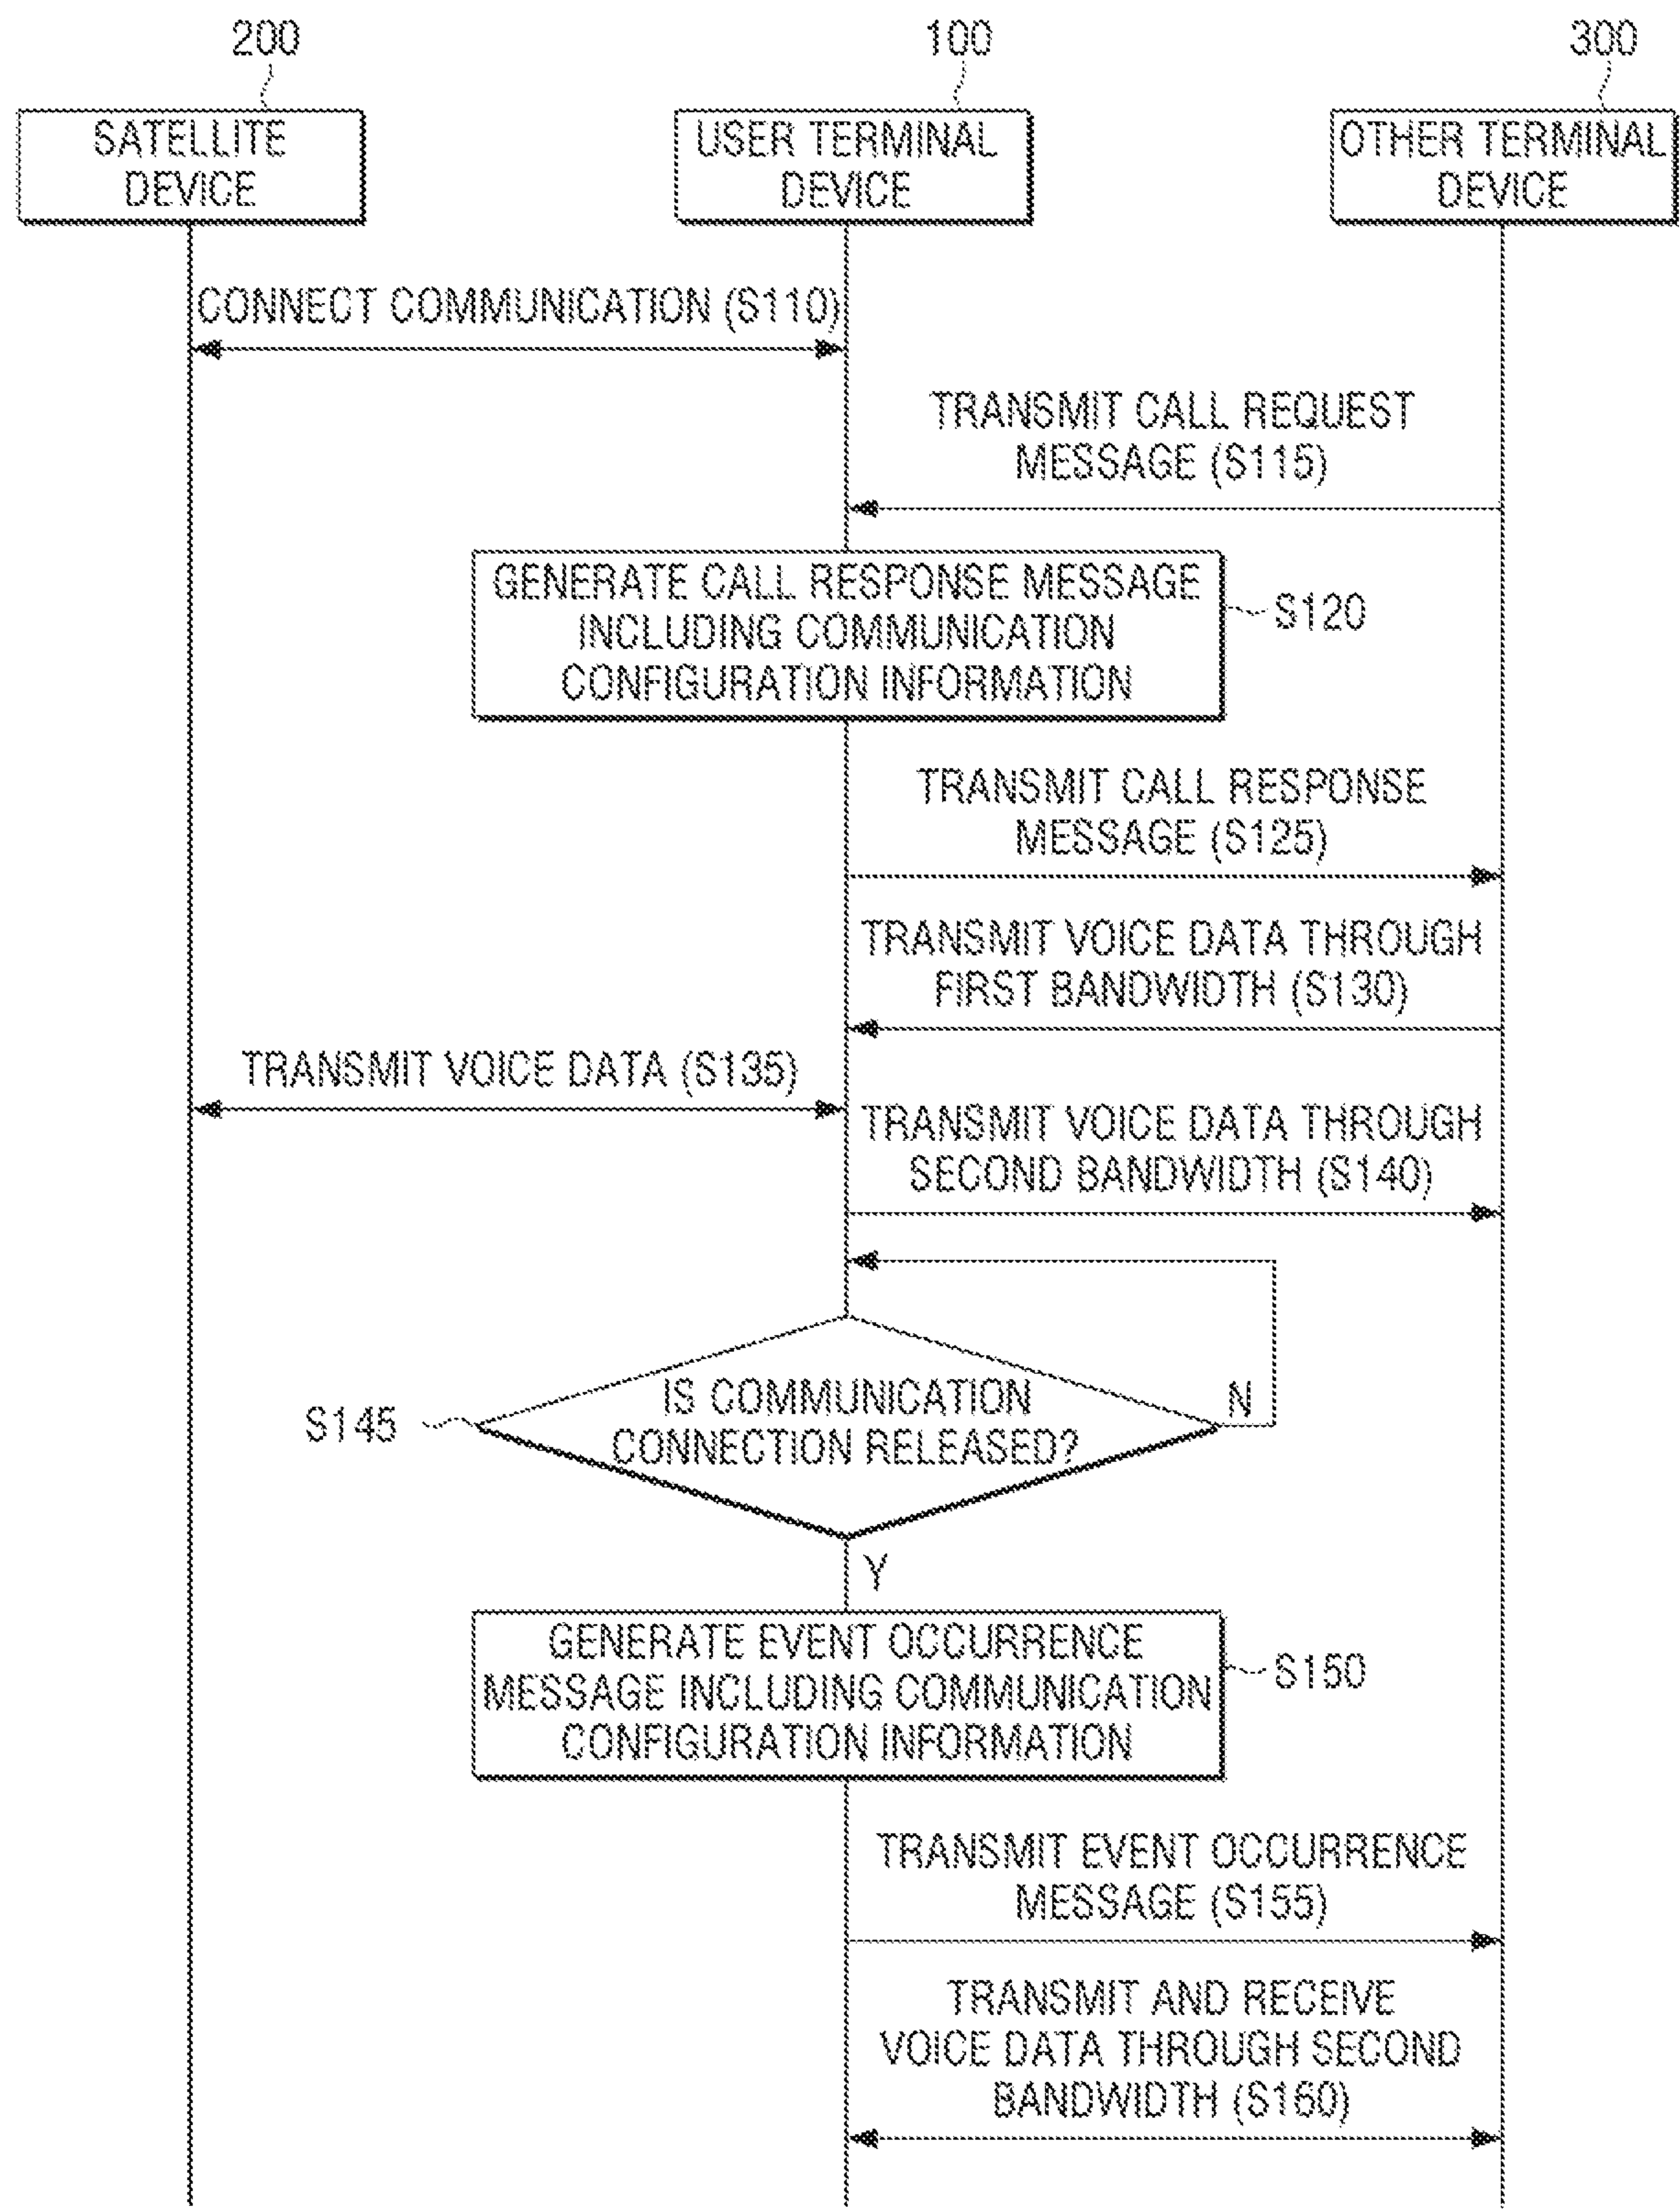 200
100
300
SATELLITE
DEVICE
USER TERMINAL
DEVICE
OTHER TERMINAL
DEVICE
CONNECT COMMUNICATION (S110)
TRANSMIT CALL REQUEST
MESSAGE (S115)
GENERATE CALL RESPONSE MESSAGE
INCLUDING COMMUNICATION
CONFIGURATION INFORMATION
S120
TRANSMIT CALL RESPONSE
MESSAGE (S125)
TRANSMIT VOICE DATA THROUGH
FIRST BANDWIDTH (S130)
TRANSMIT VOICE DATA (S135)
TRANSMIT VOICE DATA THROUGH
SECOND BANDWIDTH (S140)
IS COMMUNICATION
CONNECTION RELEASED?
N
S145
Y
GENERATE EVENT OCCURRENCE
MESSAGE INCLUDING COMMUNICATION
CONFIGURATION INFORMATION
S150
TRANSMIT EVENT OCCURRENCE
MESSAGE (S155)
TRANSMIT AND RECEIVE
VOICE DATA THROUGH SECOND
BANDWIDTH (S160)